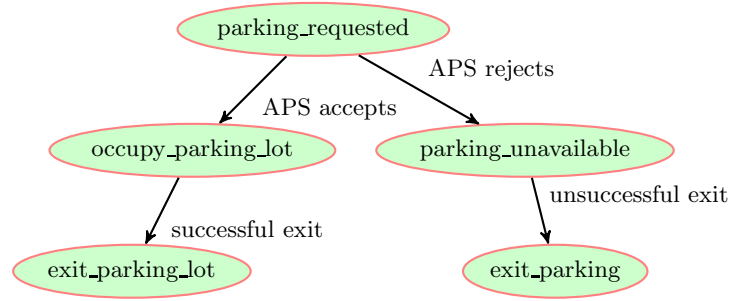 parking_requested
APS rejects
APS accepts
occupy_parking_lot
parking_unavailable
unsuccessful exit
successful exit
exit_parking_lot
exit_parking